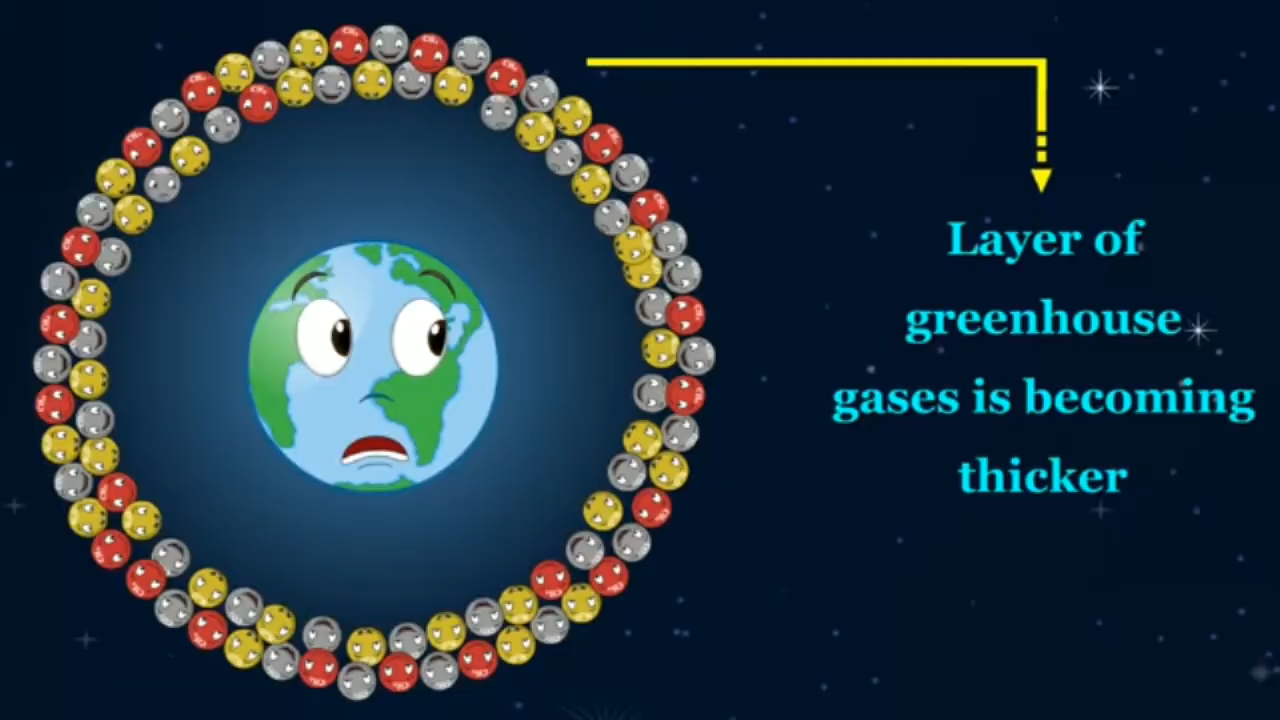 Layer of
greenhouse
gases is becoming
thicker